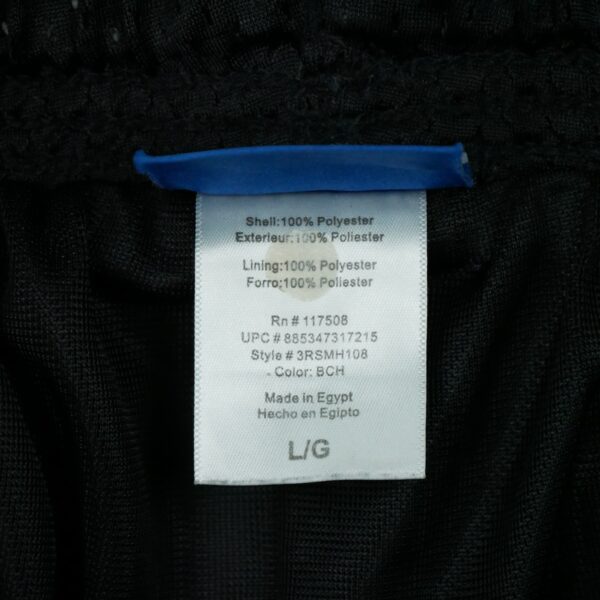 Shell:100% Polyester
Exterieur:100% Poliester
Lining:100% Polyester
Forro:100% Poliester
Rn # 117508
UPC # 885347317215
Style # 3RSMH108
- Color: BCH
Made in Egypt
Hecho en Egipto
L/G